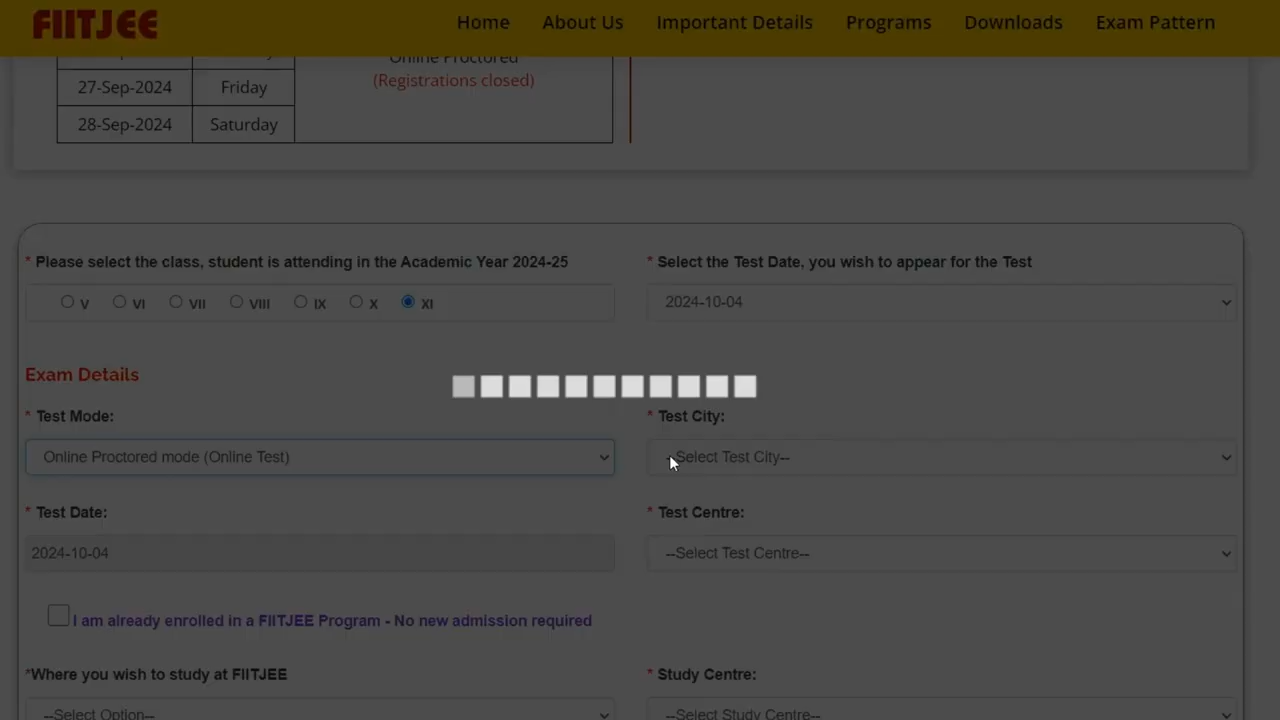 FIITJEE
Home About Us Important Details Programs Downloads Exam Pattern
Online Proctored
(Registrations closed)
27-Sep-2024 Friday
28-Sep-2024 Saturday
* Please select the class, student is attending in the Academic Year 2024-25
* Select the Test Date, you wish to appear for the Test
V VI VII VIII IX X XI
2024-10-04
Exam Details
* Test Mode:
* Test City:
Online Proctored mode (Online Test)
--Select Test City--
* Test Date:
* Test Centre:
2024-10-04
--Select Test Centre--
I am already enrolled in a FIITJEE Program - No new admission required
*Where you wish to study at FIITJEE
* Study Centre:
--Select Option--
--Select Study Centre--